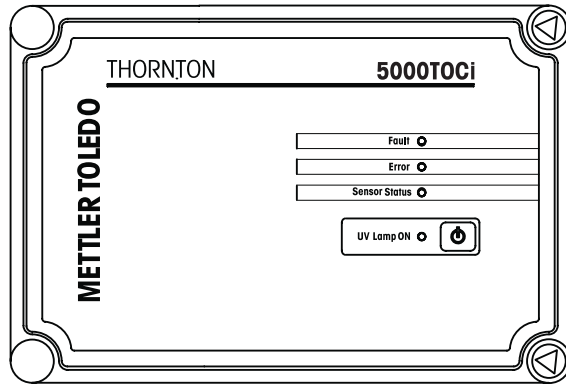 THORNTON 5000TOCi
METTLER TOLEDO
Fault
Error
Sensor Status
UV Lamp ON